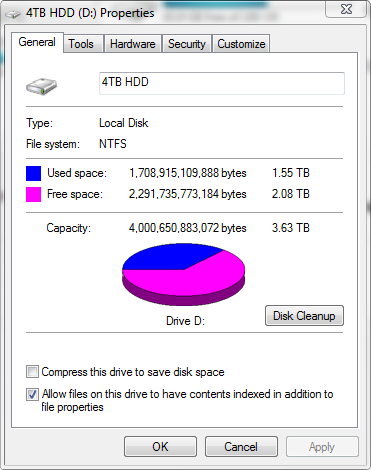 4TB HDD (D:) Properties
General Tools Hardware Security Customize
4TB HDD
Type: Local Disk
File system: NTFS
Used space: 1,708,915,109,888 bytes 1.55 TB
Free space: 2,291,735,773,184 bytes 2.08 TB
Capacity: 4,000,650,883,072 bytes 3.63 TB
Drive D:
Disk Cleanup
Compress this drive to save disk space
Allow files on this drive to have contents indexed in addition to
file properties
OK Cancel Apply